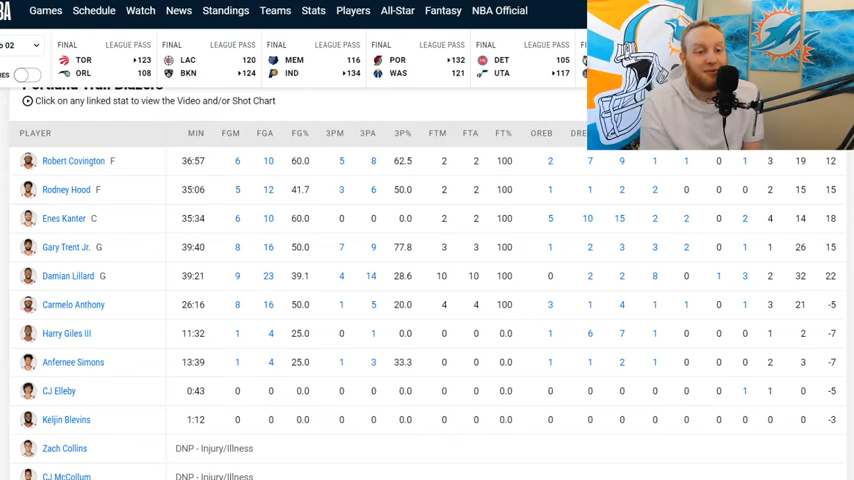 BA Games Schedule Watch News Standings Teams Stats Players All-Star Fantasy NBA Official
b 02
RES
FINAL LEAGUE PASS
TOR 123
ORL 108
FINAL LEAGUE PASS
LAC 120
BKN 124
FINAL LEAGUE PASS
MEM 116
IND 134
FINAL LEAGUE PASS
POR 132
WAS 121
FINAL LEAGUE PASS
DET 105
UTA 117
Portland Trail Blazers
Click on any linked stat to view the Video and/or Shot Chart
PLAYER MIN FGM FGA FG% 3PM 3PA 3P% FTM FTA FT% OREB DRE
Robert Covington F 36:57 6 10 60.0 5 8 62.5 2 2 100 2 7 9 1 1 0 1 3 19 12
Rodney Hood F 35:06 5 12 41.7 3 6 50.0 2 2 100 1 1 2 2 0 0 0 2 15 15
Enes Kanter C 35:34 6 10 60.0 0 0 0.0 2 2 100 5 10 15 2 2 0 2 4 14 18
Gary Trent Jr. G 39:40 8 16 50.0 7 9 77.8 3 3 100 1 2 3 3 2 0 1 1 26 15
Damian Lillard G 39:21 9 23 39.1 4 14 28.6 10 10 100 0 2 2 8 0 1 3 2 32 22
Carmelo Anthony 26:16 8 16 50.0 1 5 20.0 4 4 100 3 1 4 1 1 0 1 3 21 -5
Harry Giles III 11:32 1 4 25.0 0 1 0.0 0 0 0.0 1 6 7 1 0 0 0 1 2 -7
Anfernee Simons 13:39 1 4 25.0 1 3 33.3 0 0 0.0 1 1 2 1 0 0 0 2 3 -7
CJ Elleby 0:43 0 0 0.0 0 0 0.0 0 0 0.0 0 0 0 0 0 0 1 1 0 -5
Keljin Blevins 1:12 0 0 0.0 0 0 0.0 0 0 0.0 0 0 0 0 0 0 0 0 0 -3
Zach Collins DNP - Injury/Illness
CJ McCollum DNP - Injury/Illness